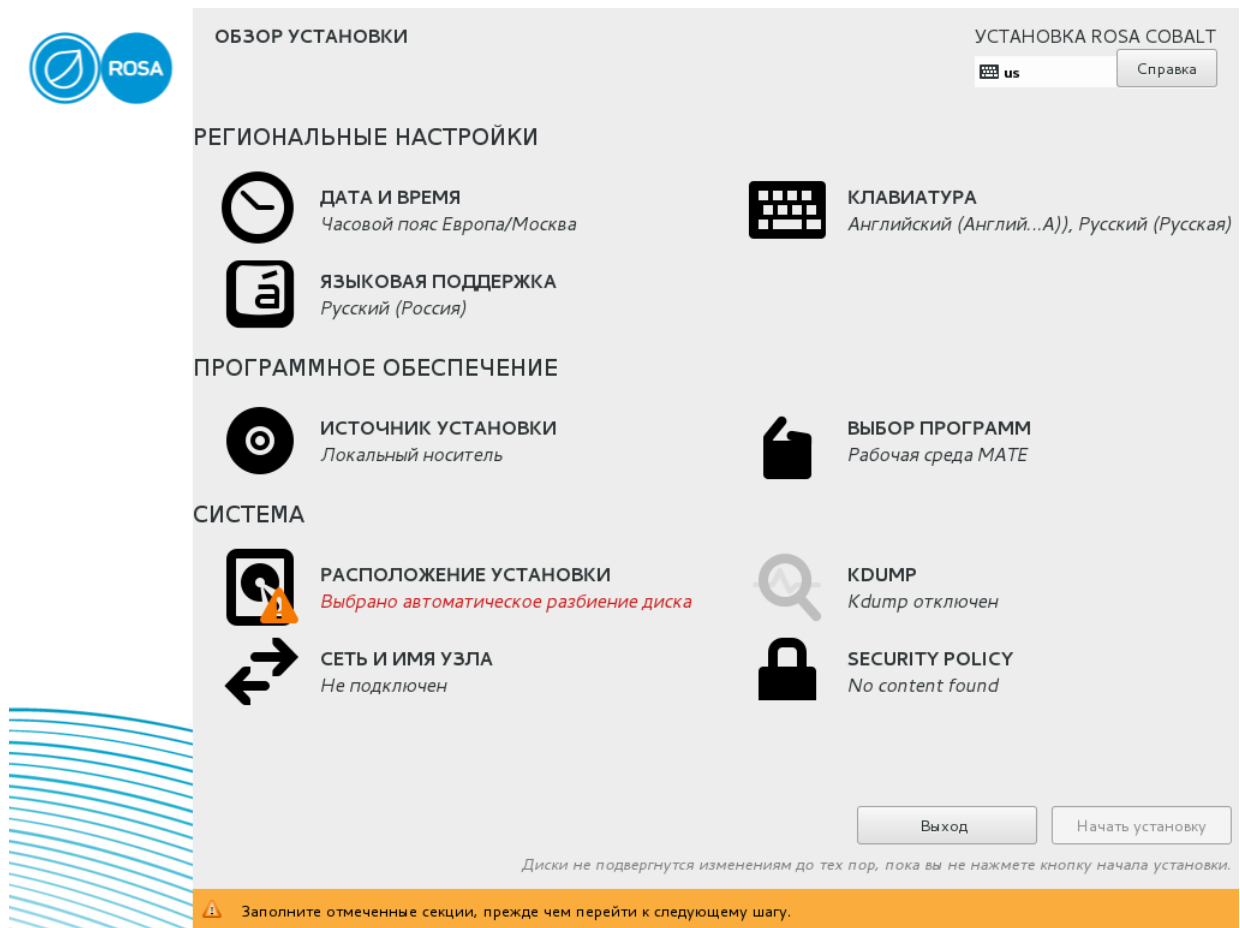 ROSA
ОБЗОР УСТАНОВКИ
УСТАНОВКА ROSA COBALT
us
Справка
РЕГИОНАЛЬНЫЕ НАСТРОЙКИ
ДАТА И ВРЕМЯ
Часовой пояс Европа/Москва
КЛАВИАТУРА
Английский (Англий...А)), Русский (Русская)
á
ЯЗЫКОВАЯ ПОДДЕРЖКА
Русский (Россия)
ПРОГРАММНОЕ ОБЕСПЕЧЕНИЕ
ИСТОЧНИК УСТАНОВКИ
Локальный носитель
ВЫБОР ПРОГРАММ
Рабочая среда MATE
СИСТЕМА
РАСПОЛОЖЕНИЕ УСТАНОВКИ
Выбрано автоматическое разбиение диска
KDUMP
Kdump отключен
СЕТЬ И ИМЯ УЗЛА
Не подключен
SECURITY POLICY
No content found
Выход
Начать установку
Диски не подвергнутся изменениям до тех пор, пока вы не нажмете кнопку начала установки.
Заполните отмеченные секции, прежде чем перейти к следующему шагу.